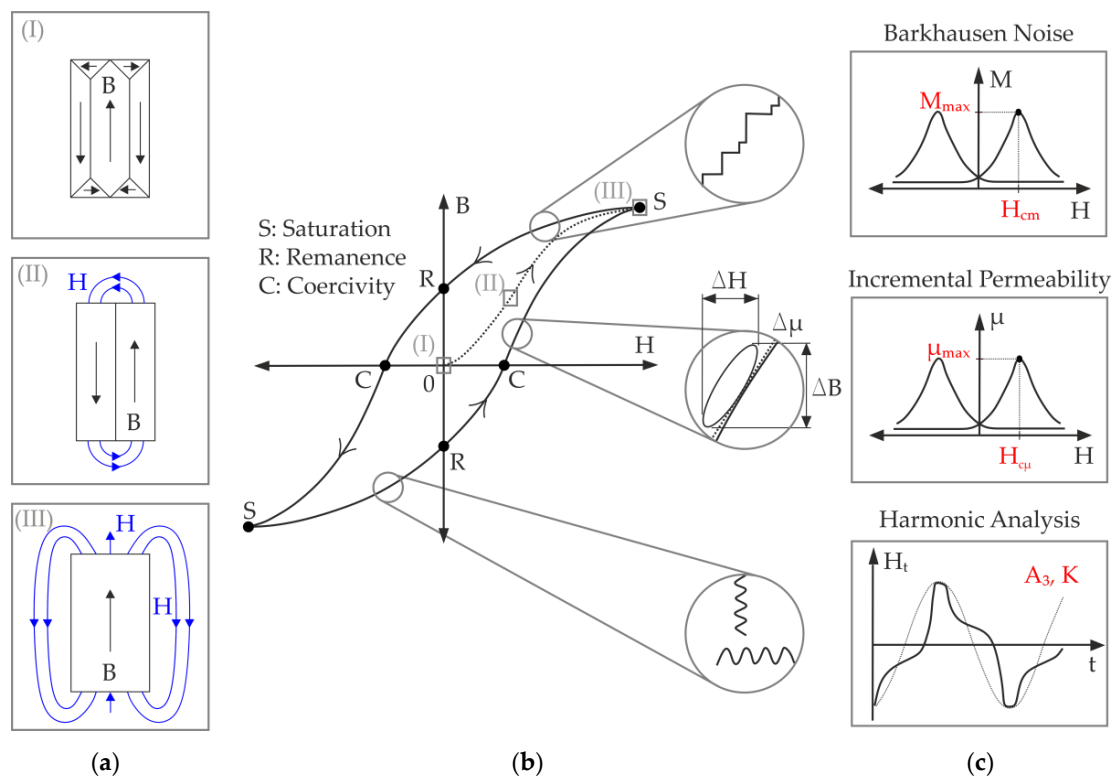 (I)
B
(II)
H
B
(III)
H
H
B
(a)
S: Saturation
R: Remanence
C: Coercivity
B
(III)
S
R
(II)
(I)
H
C
0
C
R
S
ΔH
Δμ
ΔB
(b)
Barkhausen Noise
M
Mmax
Hcm
H
Incremental Permeability
μ
μmax
Hcμ
H
Harmonic Analysis
Ht
A3, K
t
(c)